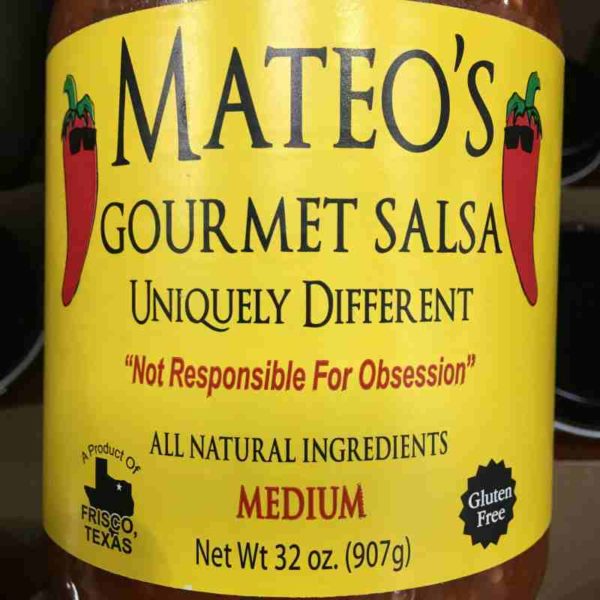 MATEO'S
GOURMET SALSA
UNIQUELY DIFFERENT
"Not Responsible For Obsession"
ALL NATURAL INGREDIENTS
MEDIUM
Net Wt 32 oz. (907g)
A Product Of
FRISCO,
TEXAS
Gluten
Free